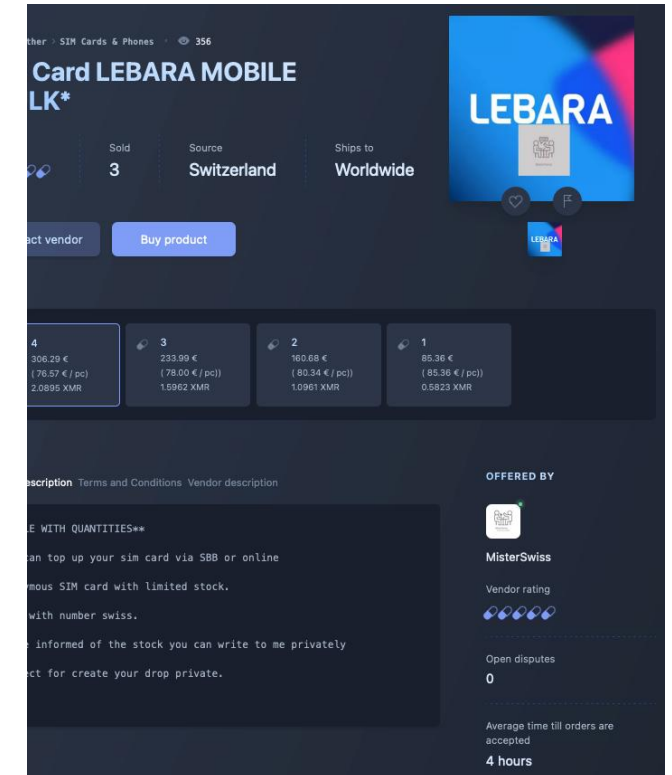 ther > SIM Cards & Phones · 356
Card LEBARA MOBILE
LK*
LEBARA
Sold
Source
Ships to
3
Switzerland
Worldwide
act vendor
Buy product
LEBARA
4
306.29 €
( 76.57 € / pc)
2.0895 XMR
3
233.99 €
( 78.00 € / pc))
1.5962 XMR
2
160.68 €
( 80.34 € / pc))
1.0961 XMR
1
85.36 €
( 85.36 € / pc))
0.5823 XMR
escription Terms and Conditions Vendor description
E WITH QUANTITIES**
an top up your sim card via SBB or online
mous SIM card with limited stock.
with number swiss.
informed of the stock you can write to me privately
ect for create your drop private.
OFFERED BY
MisterSwiss
Vendor rating
Open disputes
0
Average time till orders are
accepted
4 hours